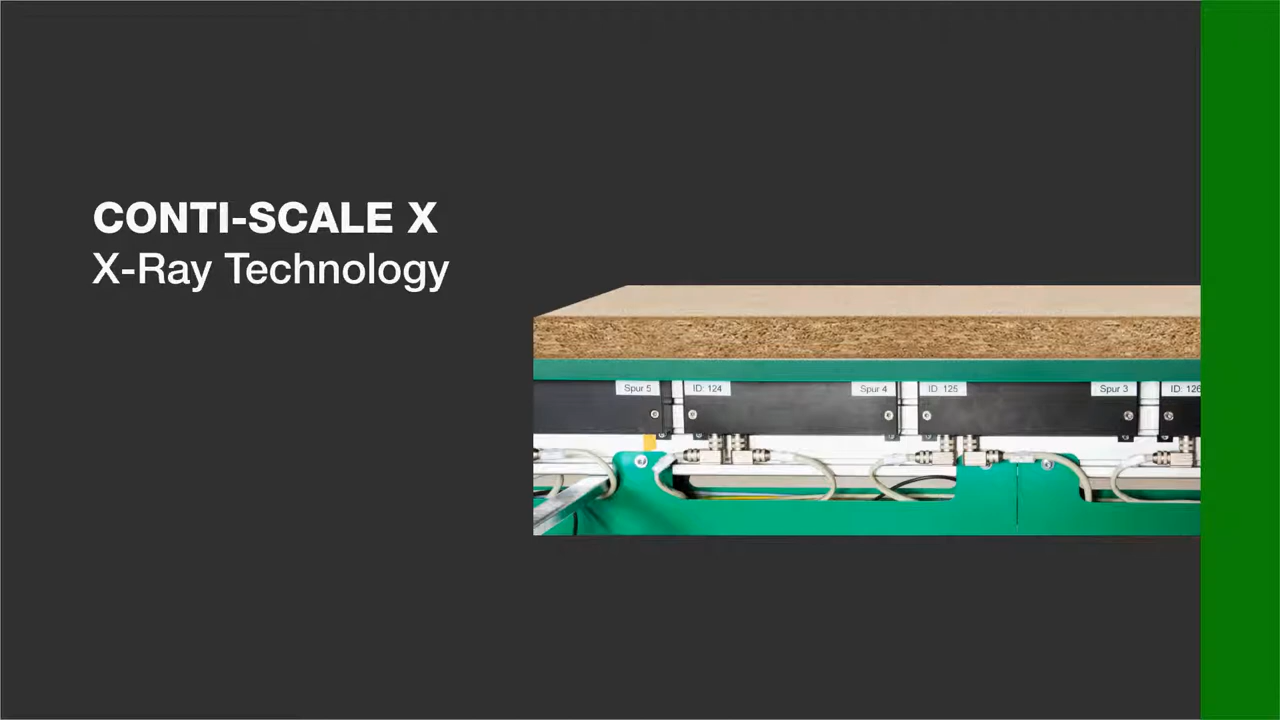 CONTI-SCALE X
X-Ray Technology
Spur 5
ID: 124
Spur 4
ID: 125
Spur 3
ID: 126